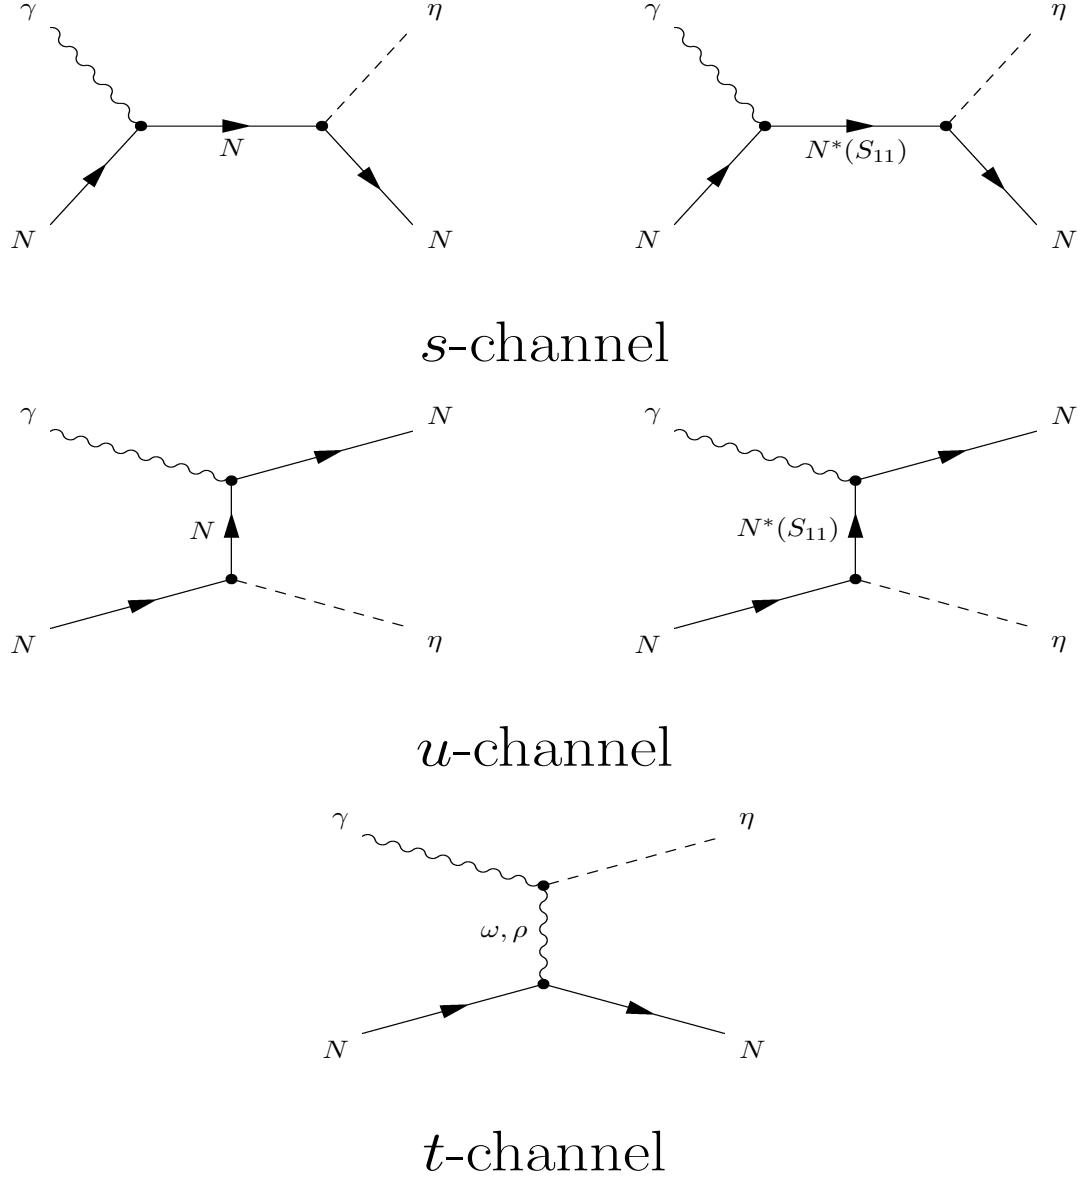 γ η γ η
N N*(S₁₁)
N N N N
s-channel
γ N γ N
N N*(S₁₁)
N η N η
u-channel
γ η
ω, ρ
N N
t-channel